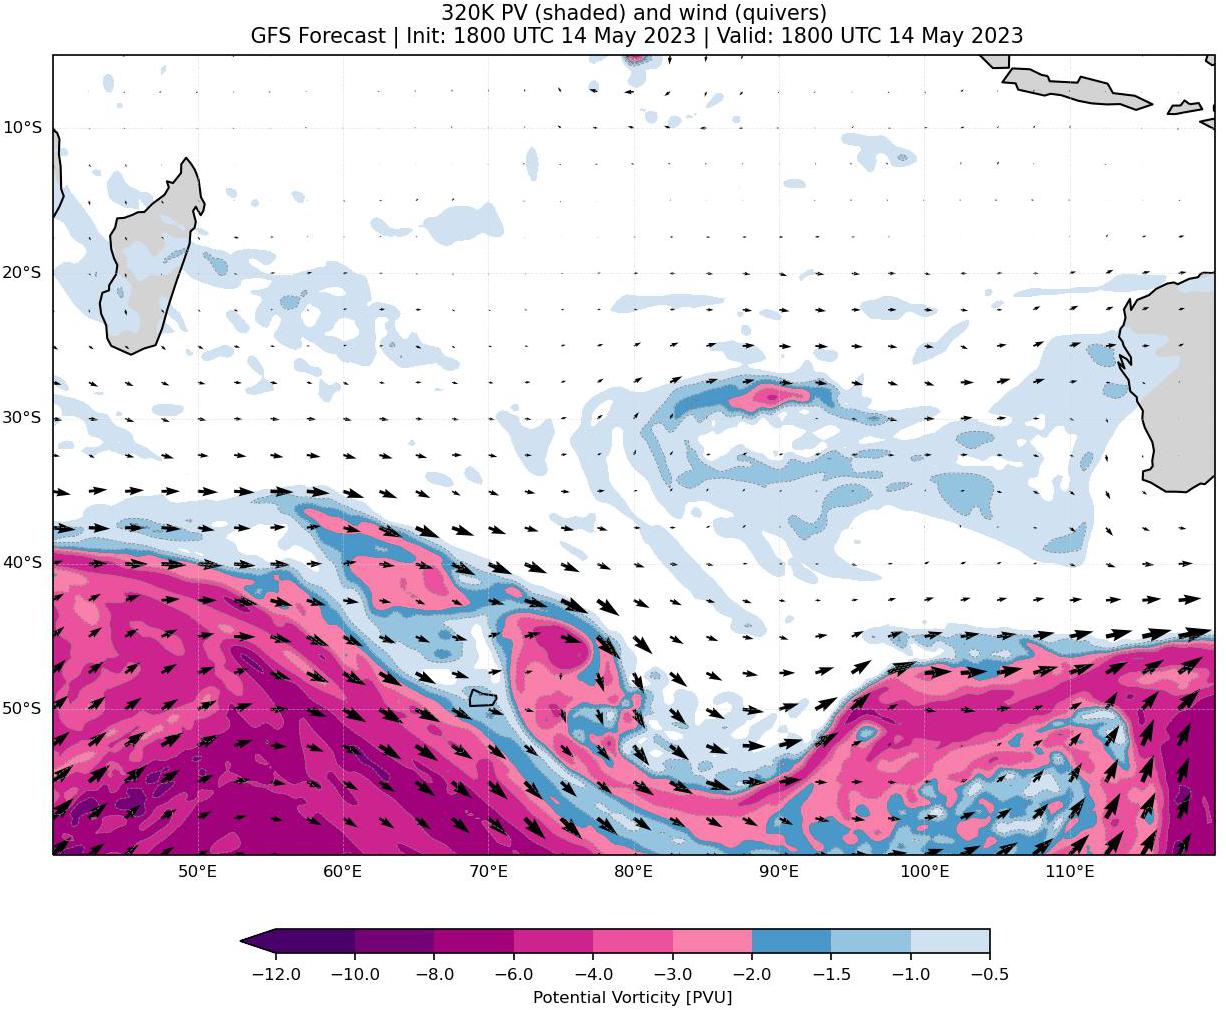 320K PV (shaded) and wind (quivers)
GFS Forecast | Init: 1800 UTC 14 May 2023 | Valid: 1800 UTC 14 May 2023
10°S
20°S
30°S
40°S
50°S
50°E 60°E 70°E 80°E 90°E 100°E 110°E
−12.0 −10.0 −8.0 −6.0 −4.0 −3.0 −2.0 −1.5 −1.0 −0.5
Potential Vorticity [PVU]